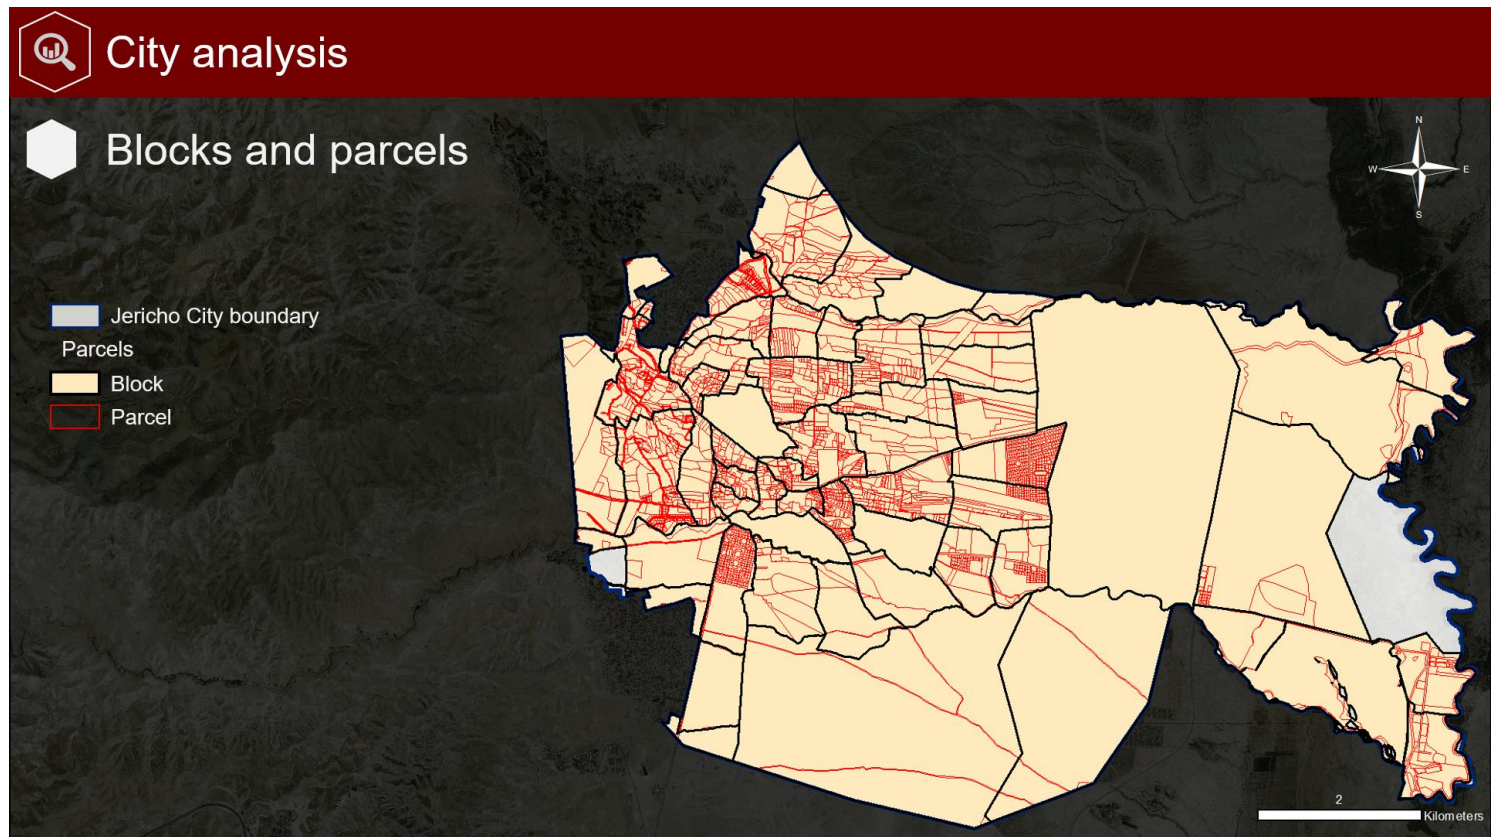 City analysis
Blocks and parcels
N
W
E
S
Jericho City boundary
Parcels
Block
Parcel
2
Kilometers